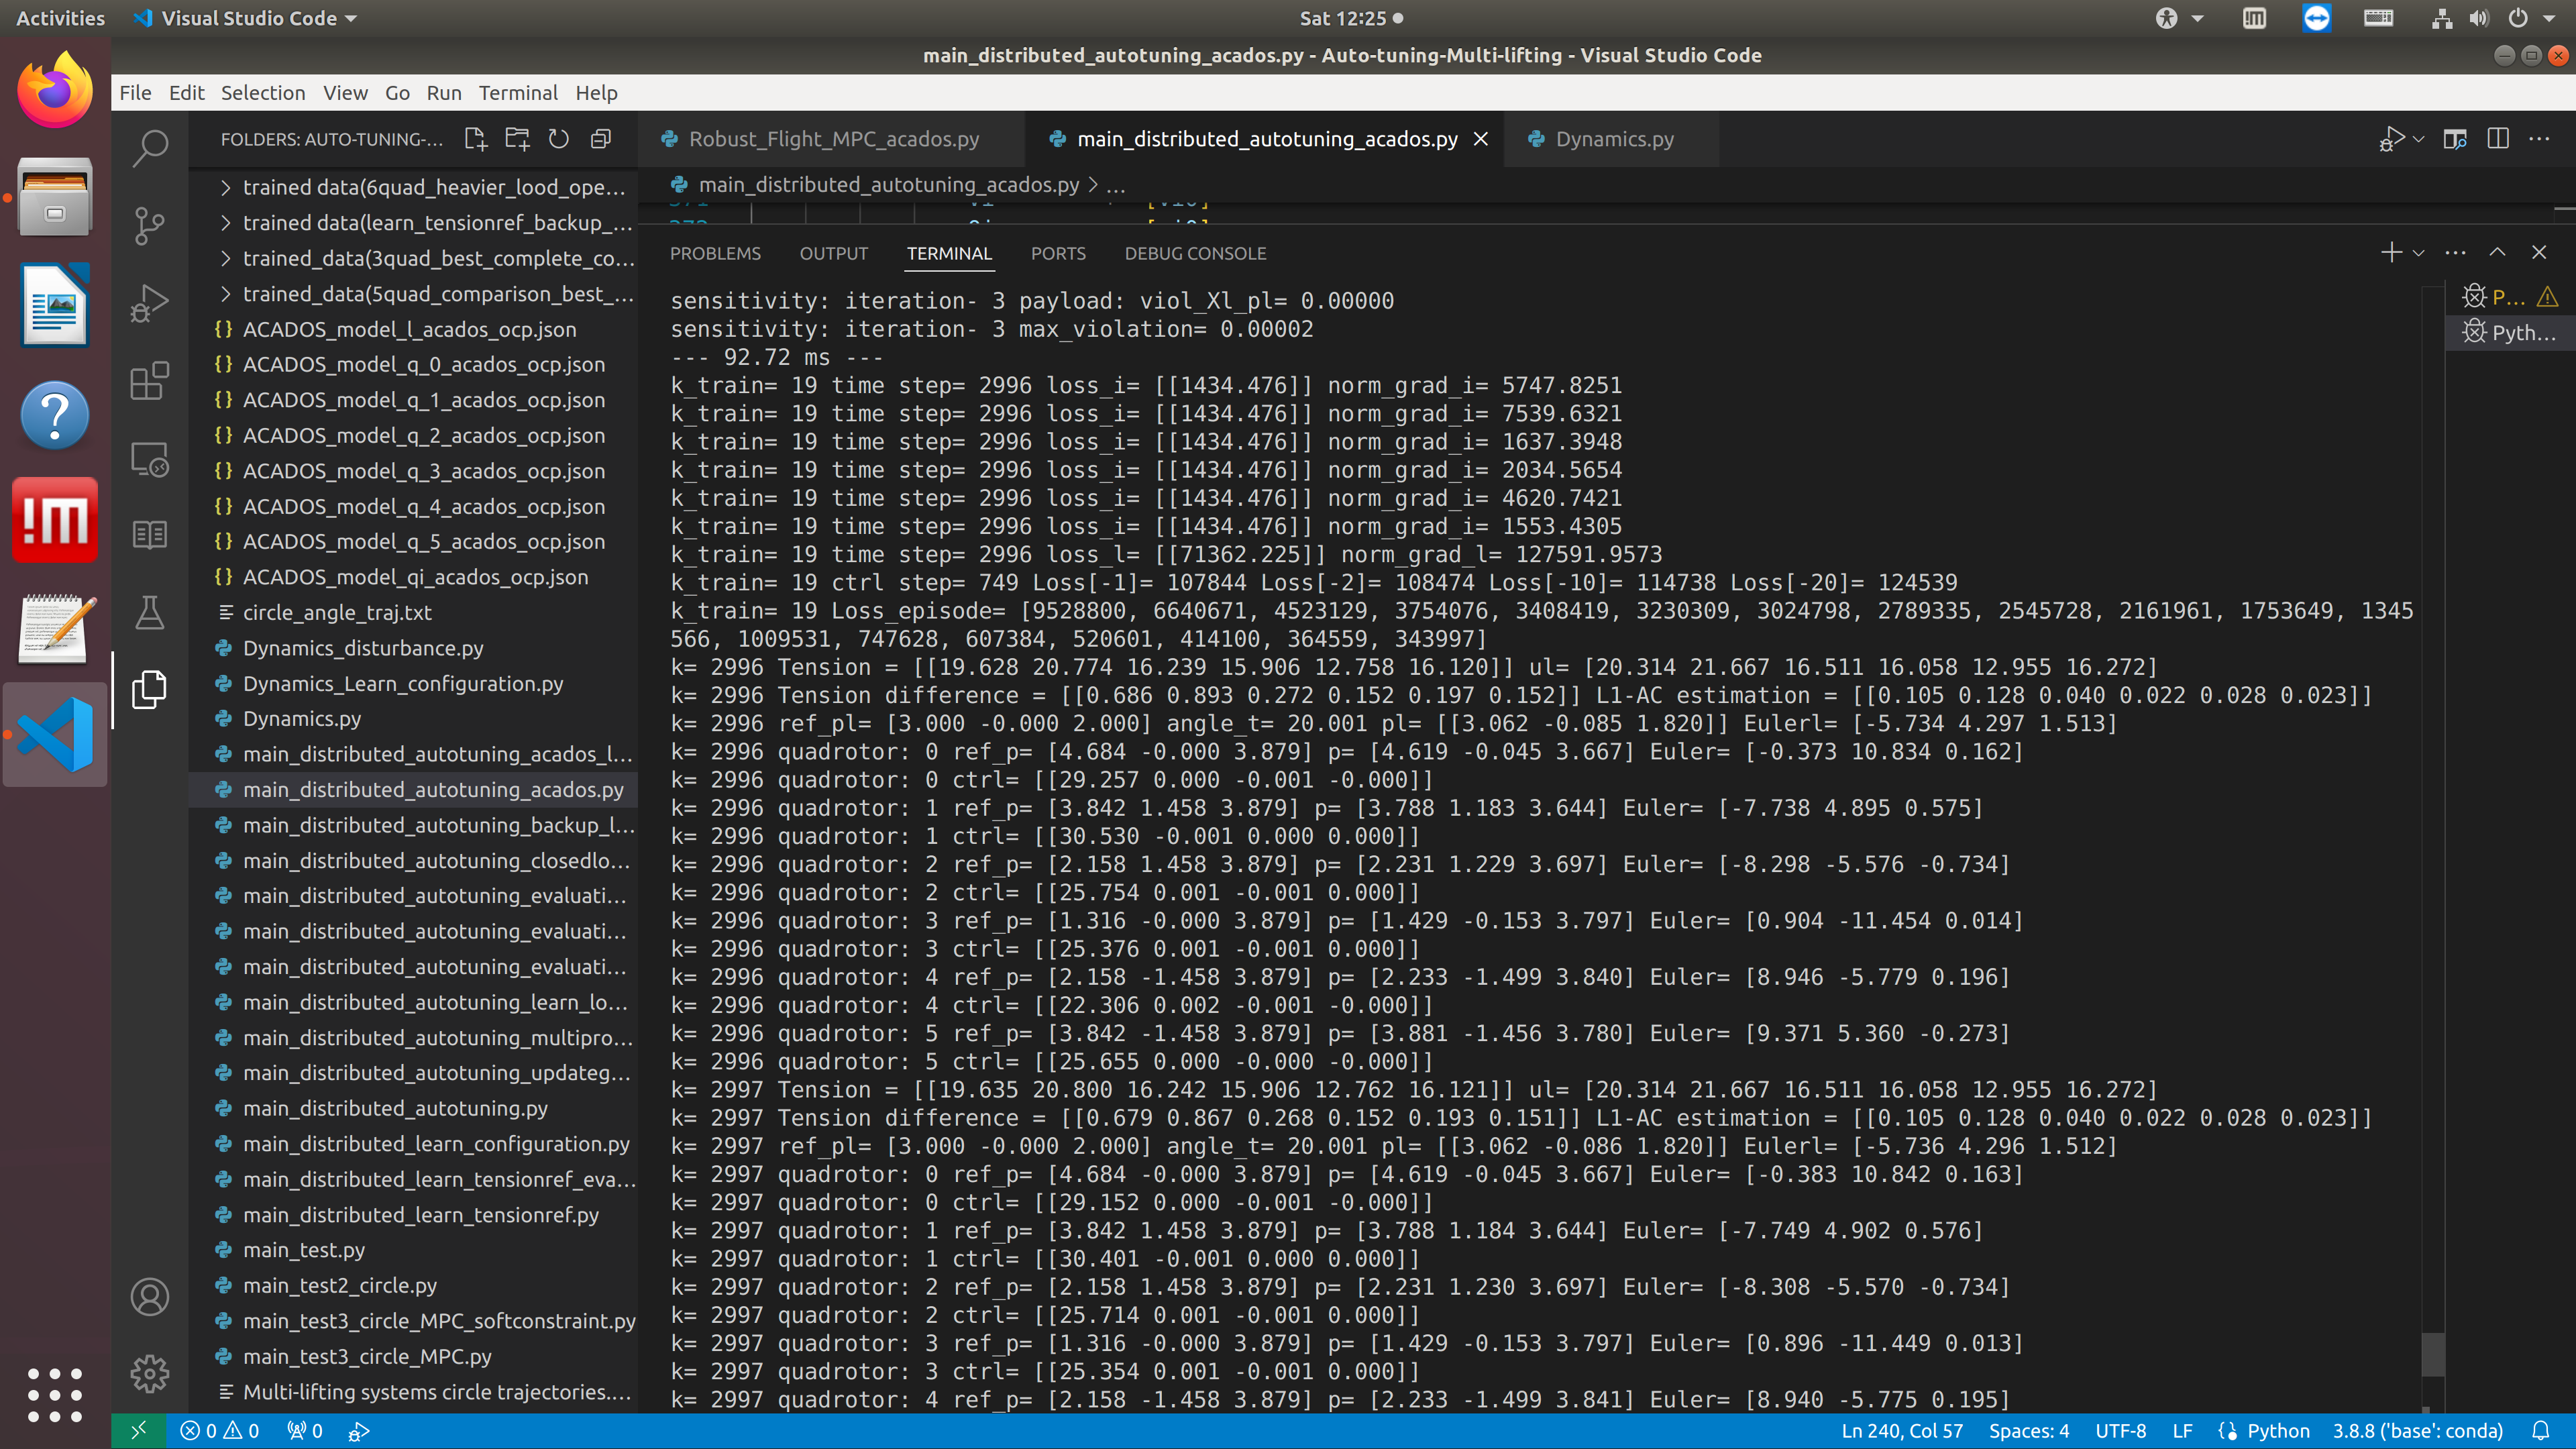 Activities Visual Studio Code Sat 12:25
main_distributed_autotuning_acados.py - Auto-tuning-Multi-lifting - Visual Studio Code
File Edit Selection View Go Run Terminal Help
FOLDERS: AUTO-TUNING-...
Robust_Flight_MPC_acados.py main_distributed_autotuning_acados.py Dynamics.py
main_distributed_autotuning_acados.py > ...
trained data(6quad_heavier_lood_ope...
trained data(learn_tensionref_backup_...
trained_data(3quad_best_complete_co...
trained_data(5quad_comparison_best_...
{} ACADOS_model_l_acados_ocp.json
{} ACADOS_model_q_0_acados_ocp.json
{} ACADOS_model_q_1_acados_ocp.json
{} ACADOS_model_q_2_acados_ocp.json
{} ACADOS_model_q_3_acados_ocp.json
{} ACADOS_model_q_4_acados_ocp.json
{} ACADOS_model_q_5_acados_ocp.json
{} ACADOS_model_qi_acados_ocp.json
circle_angle_traj.txt
Dynamics_disturbance.py
Dynamics_Learn_configuration.py
Dynamics.py
main_distributed_autotuning_acados_l...
main_distributed_autotuning_acados.py
main_distributed_autotuning_backup_l...
main_distributed_autotuning_closedlo...
main_distributed_autotuning_evaluati...
main_distributed_autotuning_evaluati...
main_distributed_autotuning_evaluati...
main_distributed_autotuning_learn_lo...
main_distributed_autotuning_multipro...
main_distributed_autotuning_updateg...
main_distributed_autotuning.py
main_distributed_learn_configuration.py
main_distributed_learn_tensionref_eva...
main_distributed_learn_tensionref.py
main_test.py
main_test2_circle.py
main_test3_circle_MPC_softconstraint.py
main_test3_circle_MPC.py
Multi-lifting systems circle trajectories....
PROBLEMS OUTPUT TERMINAL PORTS DEBUG CONSOLE
P...
Pyth...
sensitivity: iteration- 3 payload: viol_Xl_pl= 0.00000
sensitivity: iteration- 3 max_violation= 0.00002
--- 92.72 ms ---
k_train= 19 time step= 2996 loss_i= [[1434.476]] norm_grad_i= 5747.8251
k_train= 19 time step= 2996 loss_i= [[1434.476]] norm_grad_i= 7539.6321
k_train= 19 time step= 2996 loss_i= [[1434.476]] norm_grad_i= 1637.3948
k_train= 19 time step= 2996 loss_i= [[1434.476]] norm_grad_i= 2034.5654
k_train= 19 time step= 2996 loss_i= [[1434.476]] norm_grad_i= 4620.7421
k_train= 19 time step= 2996 loss_i= [[1434.476]] norm_grad_i= 1553.4305
k_train= 19 time step= 2996 loss_l= [[71362.225]] norm_grad_l= 127591.9573
k_train= 19 ctrl step= 749 Loss[-1]= 107844 Loss[-2]= 108474 Loss[-10]= 114738 Loss[-20]= 124539
k_train= 19 Loss_episode= [9528800, 6640671, 4523129, 3754076, 3408419, 3230309, 3024798, 2789335, 2545728, 2161961, 1753649, 1345
566, 1009531, 747628, 607384, 520601, 414100, 364559, 343997]
k= 2996 Tension = [[19.628 20.774 16.239 15.906 12.758 16.120]] ul= [20.314 21.667 16.511 16.058 12.955 16.272]
k= 2996 Tension difference = [[0.686 0.893 0.272 0.152 0.197 0.152]] L1-AC estimation = [[0.105 0.128 0.040 0.022 0.028 0.023]]
k= 2996 ref_pl= [3.000 -0.000 2.000] angle_t= 20.001 pl= [[3.062 -0.085 1.820]] Eulerl= [-5.734 4.297 1.513]
k= 2996 quadrotor: 0 ref_p= [4.684 -0.000 3.879] p= [4.619 -0.045 3.667] Euler= [-0.373 10.834 0.162]
k= 2996 quadrotor: 0 ctrl= [[29.257 0.000 -0.001 -0.000]]
k= 2996 quadrotor: 1 ref_p= [3.842 1.458 3.879] p= [3.788 1.183 3.644] Euler= [-7.738 4.895 0.575]
k= 2996 quadrotor: 1 ctrl= [[30.530 -0.001 0.000 0.000]]
k= 2996 quadrotor: 2 ref_p= [2.158 1.458 3.879] p= [2.231 1.229 3.697] Euler= [-8.298 -5.576 -0.734]
k= 2996 quadrotor: 2 ctrl= [[25.754 0.001 -0.001 0.000]]
k= 2996 quadrotor: 3 ref_p= [1.316 -0.000 3.879] p= [1.429 -0.153 3.797] Euler= [0.904 -11.454 0.014]
k= 2996 quadrotor: 3 ctrl= [[25.376 0.001 -0.001 0.000]]
k= 2996 quadrotor: 4 ref_p= [2.158 -1.458 3.879] p= [2.233 -1.499 3.840] Euler= [8.946 -5.779 0.196]
k= 2996 quadrotor: 4 ctrl= [[22.306 0.002 -0.001 -0.000]]
k= 2996 quadrotor: 5 ref_p= [3.842 -1.458 3.879] p= [3.881 -1.456 3.780] Euler= [9.371 5.360 -0.273]
k= 2996 quadrotor: 5 ctrl= [[25.655 0.000 -0.000 -0.000]]
k= 2997 Tension = [[19.635 20.800 16.242 15.906 12.762 16.121]] ul= [20.314 21.667 16.511 16.058 12.955 16.272]
k= 2997 Tension difference = [[0.679 0.867 0.268 0.152 0.193 0.151]] L1-AC estimation = [[0.105 0.128 0.040 0.022 0.028 0.023]]
k= 2997 ref_pl= [3.000 -0.000 2.000] angle_t= 20.001 pl= [[3.062 -0.086 1.820]] Eulerl= [-5.736 4.296 1.512]
k= 2997 quadrotor: 0 ref_p= [4.684 -0.000 3.879] p= [4.619 -0.045 3.667] Euler= [-0.383 10.842 0.163]
k= 2997 quadrotor: 0 ctrl= [[29.152 0.000 -0.001 -0.000]]
k= 2997 quadrotor: 1 ref_p= [3.842 1.458 3.879] p= [3.788 1.184 3.644] Euler= [-7.749 4.902 0.576]
k= 2997 quadrotor: 1 ctrl= [[30.401 -0.001 0.000 0.000]]
k= 2997 quadrotor: 2 ref_p= [2.158 1.458 3.879] p= [2.231 1.230 3.697] Euler= [-8.308 -5.570 -0.734]
k= 2997 quadrotor: 2 ctrl= [[25.714 0.001 -0.001 0.000]]
k= 2997 quadrotor: 3 ref_p= [1.316 -0.000 3.879] p= [1.429 -0.153 3.797] Euler= [0.896 -11.449 0.013]
k= 2997 quadrotor: 3 ctrl= [[25.354 0.001 -0.001 0.000]]
k= 2997 quadrotor: 4 ref_p= [2.158 -1.458 3.879] p= [2.233 -1.499 3.841] Euler= [8.940 -5.775 0.195]
0 0 0 Ln 240, Col 57 Spaces: 4 UTF-8 LF Python 3.8.8 ('base': conda)